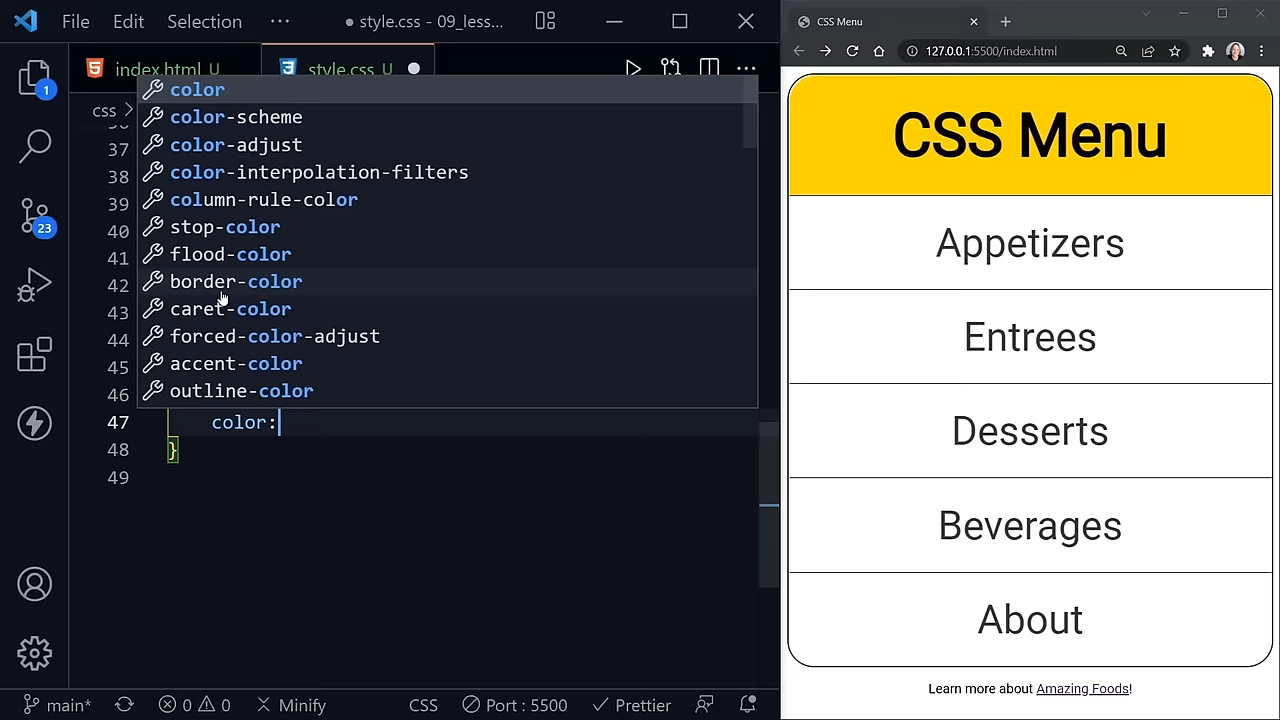 File Edit Selection ··· ● style.css - 09_less...
index.html U style.css U ●
css >
color
color-scheme
color-adjust
color-interpolation-filters
column-rule-color
stop-color
flood-color
border-color
caret-color
forced-color-adjust
accent-color
outline-color
37
38
39
40
41
42
43
44
45
46
47 color:
48 }
49
1
23
main* 0 0 Minify CSS Port : 5500 Prettier
CSS Menu
127.0.0.1:5500/index.html
CSS Menu
Appetizers
Entrees
Desserts
Beverages
About
Learn more about Amazing Foods!